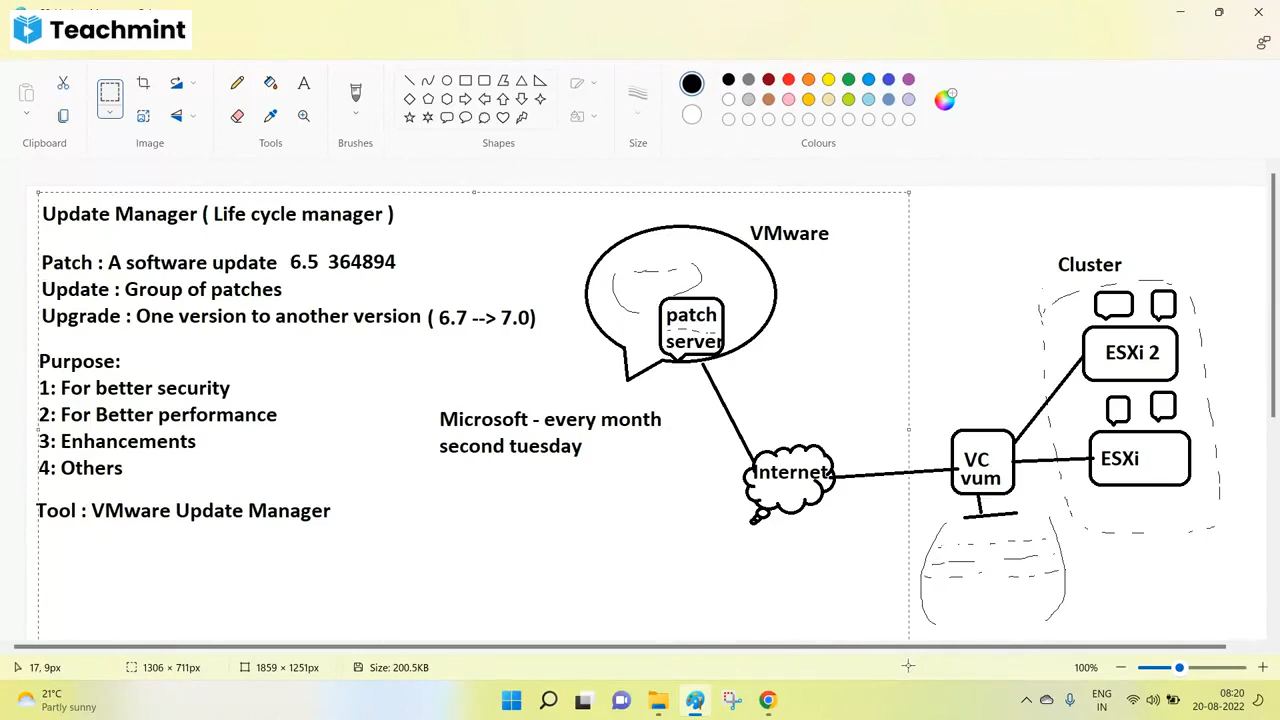 Teachmint
Clipboard
Image
Tools
Brushes
Shapes
Size
Colours
Update Manager ( Life cycle manager )
Patch : A software update 6.5 364894
Update : Group of patches
Upgrade : One version to another version ( 6.7 --> 7.0)
Purpose:
1: For better security
2: For Better performance
3: Enhancements
4: Others
Tool : VMware Update Manager
Microsoft - every month
second tuesday
VMware
patch
server
Internet
VC
vum
Cluster
ESXi 2
ESXi
17, 9px
1306 × 711px
1859 × 1251px
Size: 200.5KB
100%
21°C
Partly sunny
ENG
IN
08:20
20-08-2022